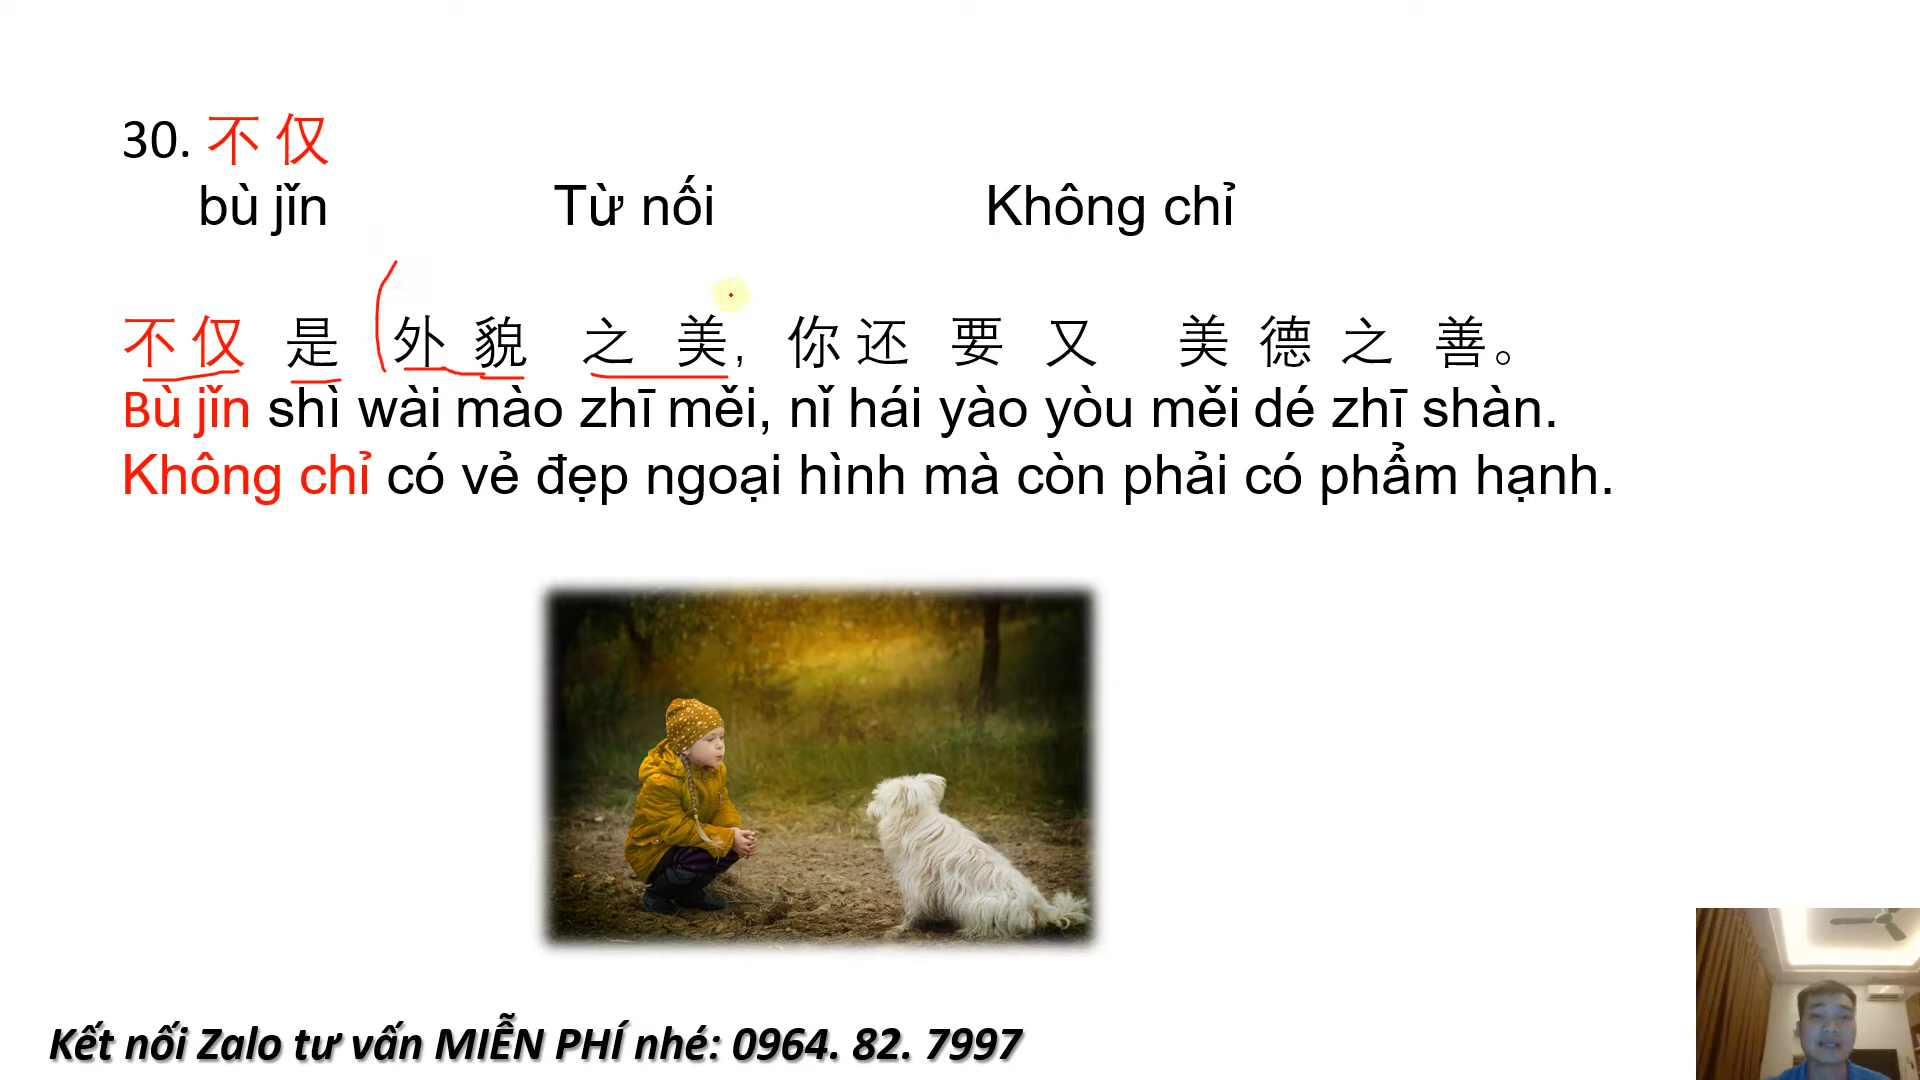 30. 不 仅
bù jǐn Từ nối Không chỉ
不 仅 是 外 貌 之 美, 你 还 要 又 美 德 之 善。
Bù jǐn shì wài mào zhī měi, nǐ hái yào yòu měi dé zhī shàn.
Không chỉ có vẻ đẹp ngoại hình mà còn phải có phẩm hạnh.
Kết nối Zalo tư vấn MIỄN PHÍ nhé: 0964. 82. 7997